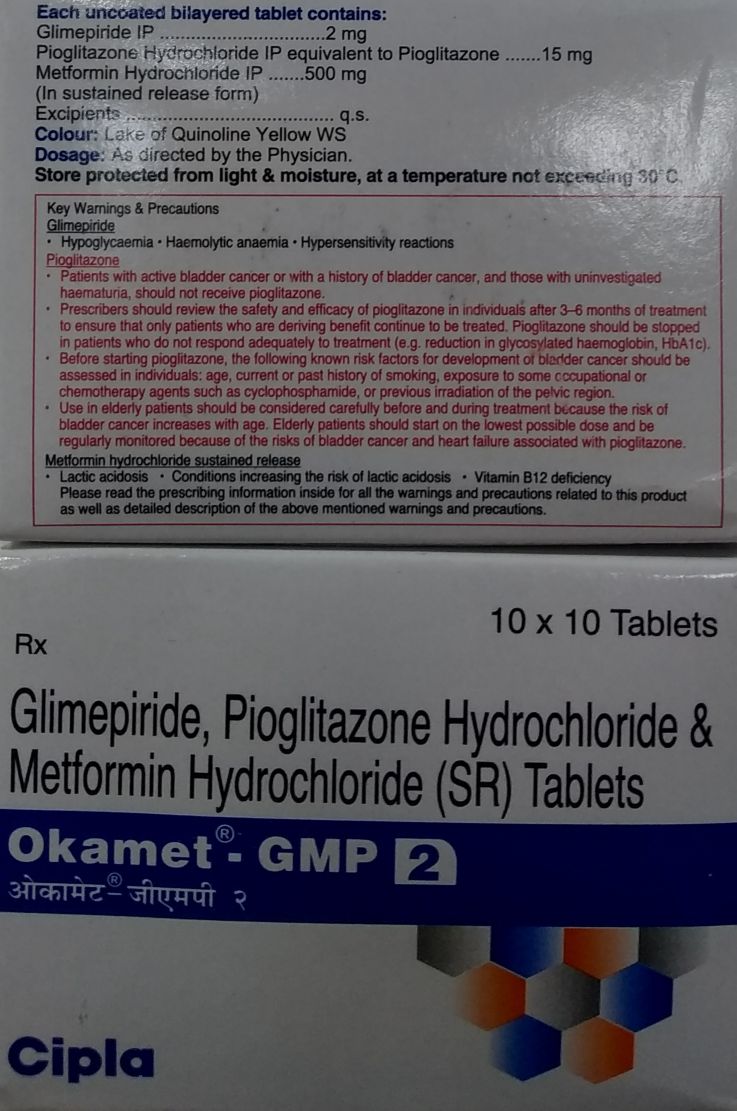 Each uncoated bilayered tablet contains:
Glimepiride IP ................................2 mg
Pioglitazone Hydrochloride IP equivalent to Pioglitazone .......15 mg
Metformin Hydrochloride IP .......500 mg
(In sustained release form)
Excipients ........................................ q.s.
Colour: Lake of Quinoline Yellow WS
Dosage: As directed by the Physician.
Store protected from light & moisture, at a temperature not exceeding 30°C.
Key Warnings & Precautions
Glimepiride
• Hypoglycaemia • Haemolytic anaemia • Hypersensitivity reactions
Pioglitazone
• Patients with active bladder cancer or with a history of bladder cancer, and those with uninvestigated
haematuria, should not receive pioglitazone.
• Prescribers should review the safety and efficacy of pioglitazone in individuals after 3–6 months of treatment
to ensure that only patients who are deriving benefit continue to be treated. Pioglitazone should be stopped
in patients who do not respond adequately to treatment (e.g. reduction in glycosylated haemoglobin, HbA1c).
• Before starting pioglitazone, the following known risk factors for development of bladder cancer should be
assessed in individuals: age, current or past history of smoking, exposure to some occupational or
chemotherapy agents such as cyclophosphamide, or previous irradiation of the pelvic region.
• Use in elderly patients should be considered carefully before and during treatment because the risk of
bladder cancer increases with age. Elderly patients should start on the lowest possible dose and be
regularly monitored because of the risks of bladder cancer and heart failure associated with pioglitazone.
Metformin hydrochloride sustained release
• Lactic acidosis • Conditions increasing the risk of lactic acidosis • Vitamin B12 deficiency
Please read the prescribing information inside for all the warnings and precautions related to this product
as well as detailed description of the above mentioned warnings and precautions.
10 x 10 Tablets
Rx
Glimepiride, Pioglitazone Hydrochloride &
Metformin Hydrochloride (SR) Tablets
Okamet®- GMP 2
ओकामेट®- जीएमपी २
Cipla